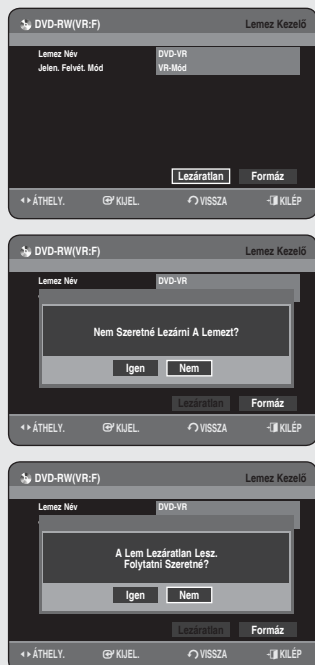 DVD-RW(VR:F) Lemez Kezelő
Lemez Név DVD-VR
Jelen. Felvét. Mód VR-Mód
Lezáratlan Formáz
ÁTHELY. KIJEL. VISSZA KILÉP
DVD-RW(VR:F) Lemez Kezelő
Lemez Név DVD-VR
Nem Szeretné Lezárni A Lemezt?
Igen Nem
Lezáratlan Formáz
ÁTHELY. KIJEL. VISSZA KILÉP
DVD-RW(VR:F) Lemez Kezelő
Lemez Név DVD-VR
A Lem Lezáratlan Lesz.
Folytatni Szeretné?
Igen Nem
Lezáratlan Formáz
ÁTHELY. KIJEL. VISSZA KILÉP